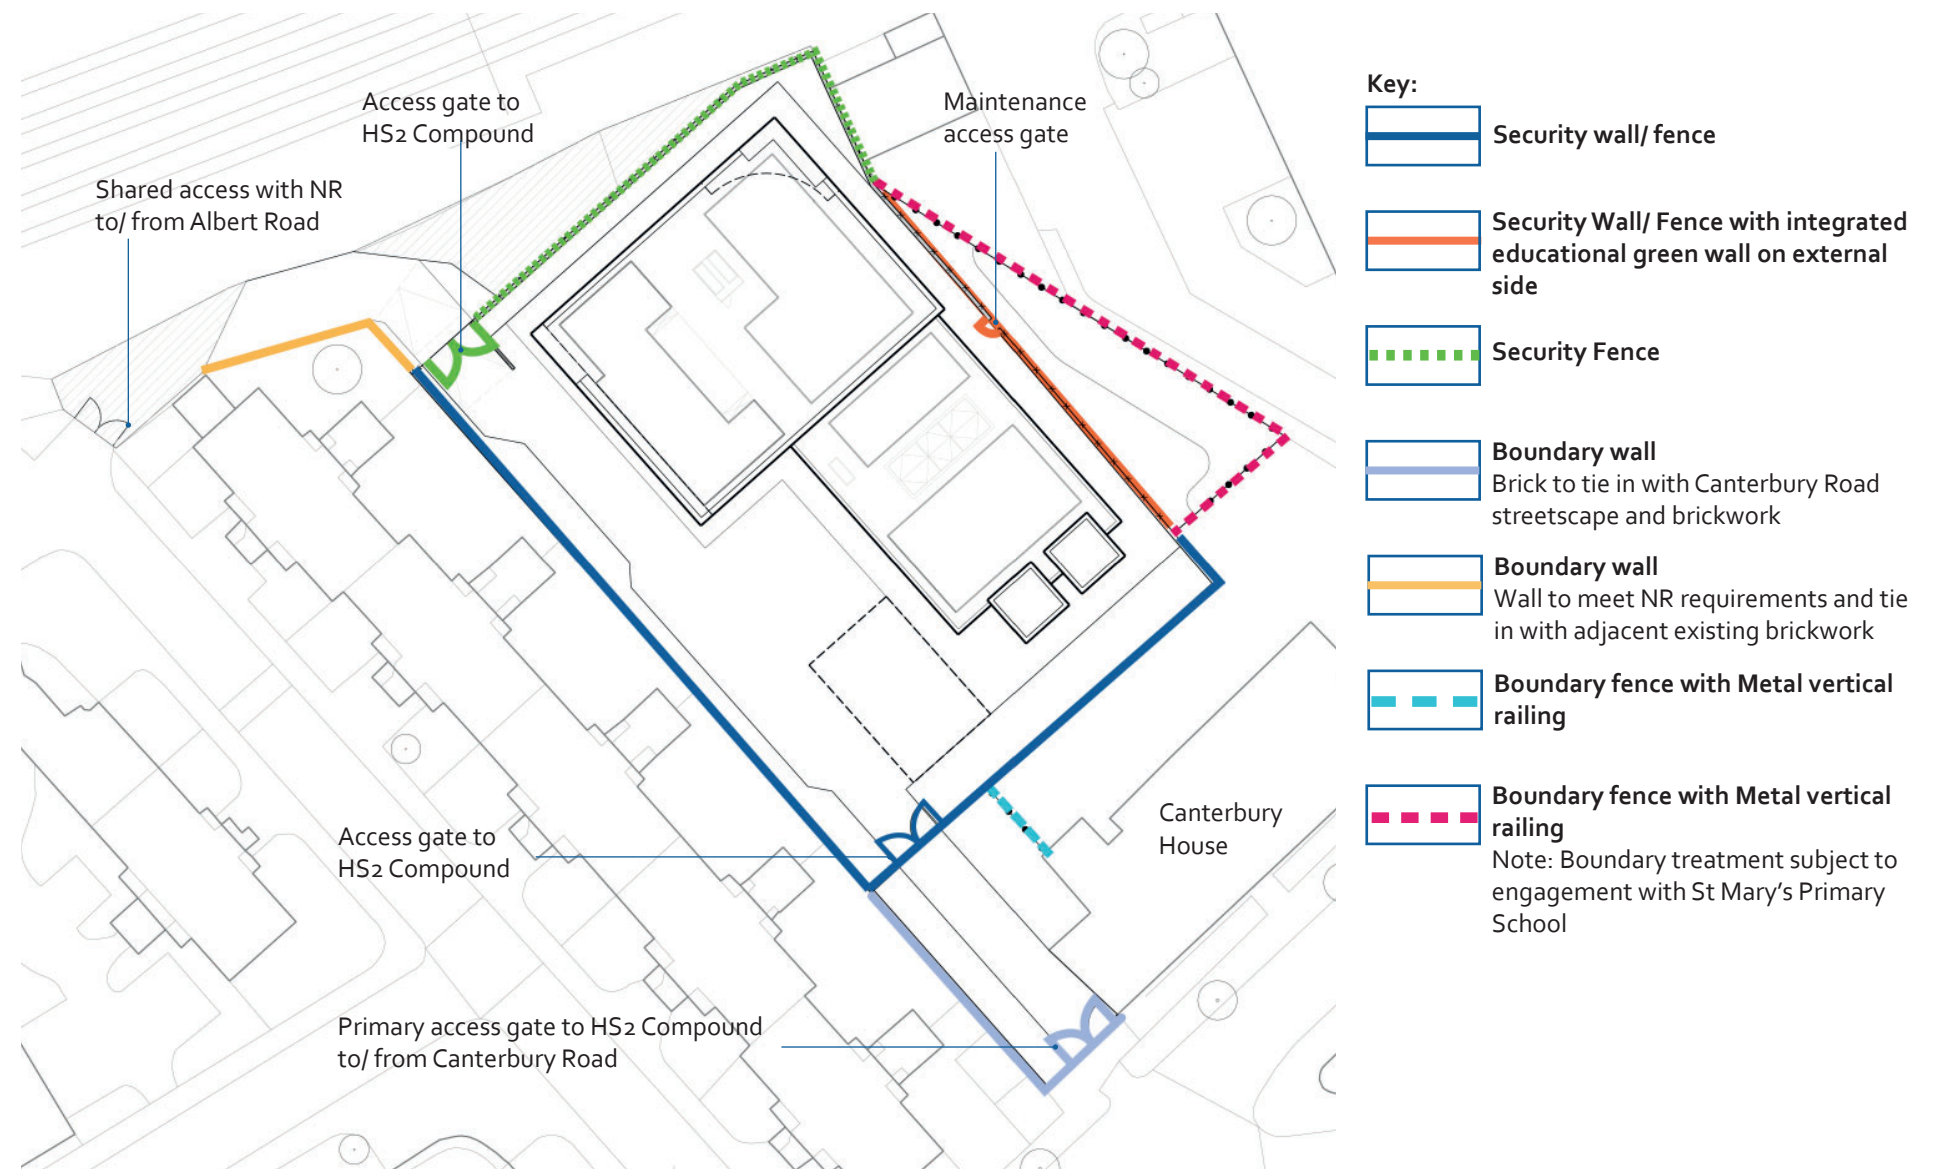 Access gate to
HS2 Compound
Maintenance
access gate
Shared access with NR
to/ from Albert Road
Access gate to
HS2 Compound
Canterbury
House
Primary access gate to HS2 Compound
to/ from Canterbury Road
Key:
Security wall/ fence
Security Wall/ Fence with integrated
educational green wall on external
side
Security Fence
Boundary wall
Brick to tie in with Canterbury Road
streetscape and brickwork
Boundary wall
Wall to meet NR requirements and tie
in with adjacent existing brickwork
Boundary fence with Metal vertical
railing
Boundary fence with Metal vertical
railing
Note: Boundary treatment subject to
engagement with St Mary's Primary
School